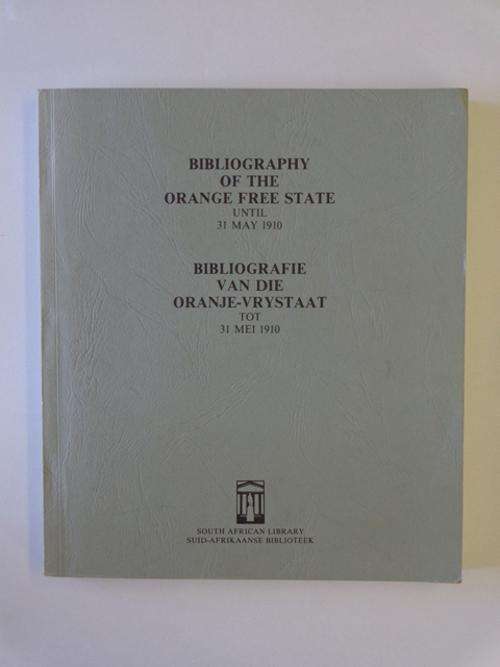 BIBLIOGRAPHY
OF THE
ORANGE FREE STATE
UNTIL
31 MAY 1910
BIBLIOGRAFIE
VAN DIE
ORANJE-VRYSTAAT
TOT
31 MEI 1910
SOUTH AFRICAN LIBRARY
SUID-AFRIKAANSE BIBLIOTEEK